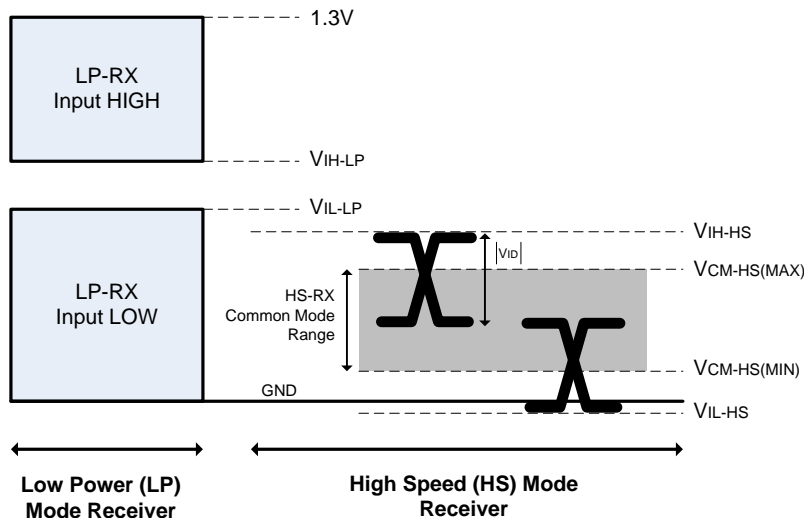 1.3V
LP-RX
Input HIGH
VIH-LP
VIL-LP
LP-RX
Input LOW
VIH-HS
|VID|
VCM-HS(MAX)
HS-RX
Common Mode
Range
VCM-HS(MIN)
GND
VIL-HS
Low Power (LP)
Mode Receiver
High Speed (HS) Mode
Receiver